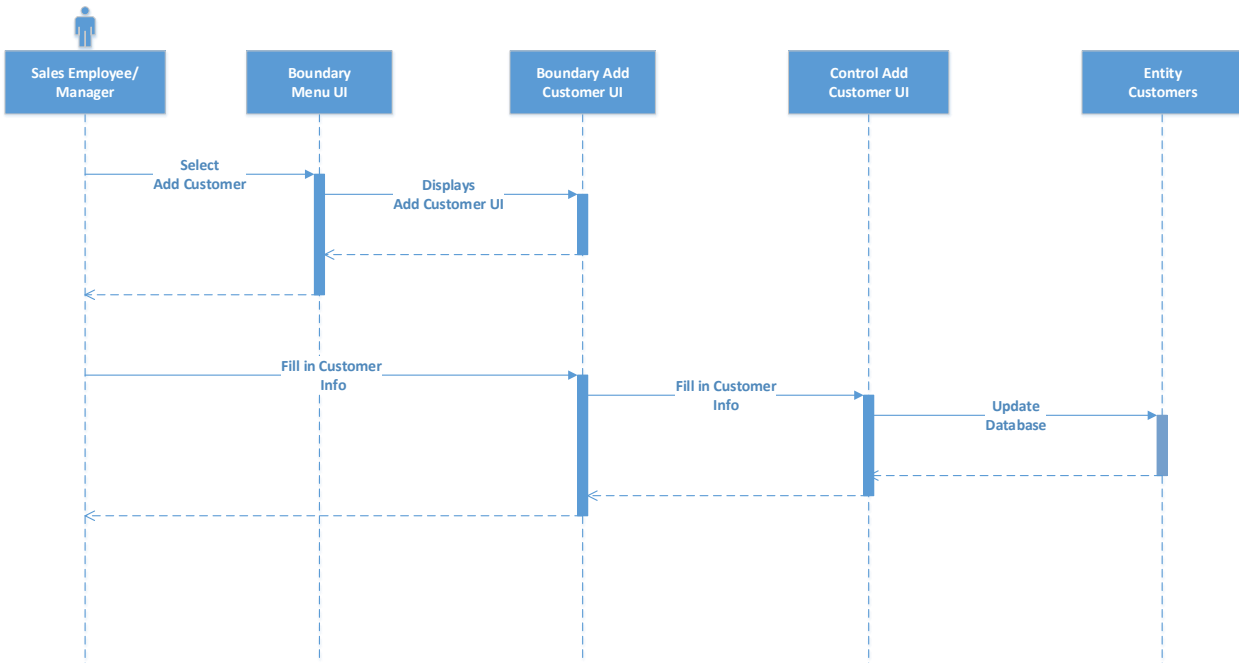 Sales Employee/
Manager
Boundary
Menu UI
Boundary Add
Customer UI
Control Add
Customer UI
Entity
Customers
Select
Add Customer
Displays
Add Customer UI
Fill in Customer
Info
Fill in Customer
Info
Update
Database